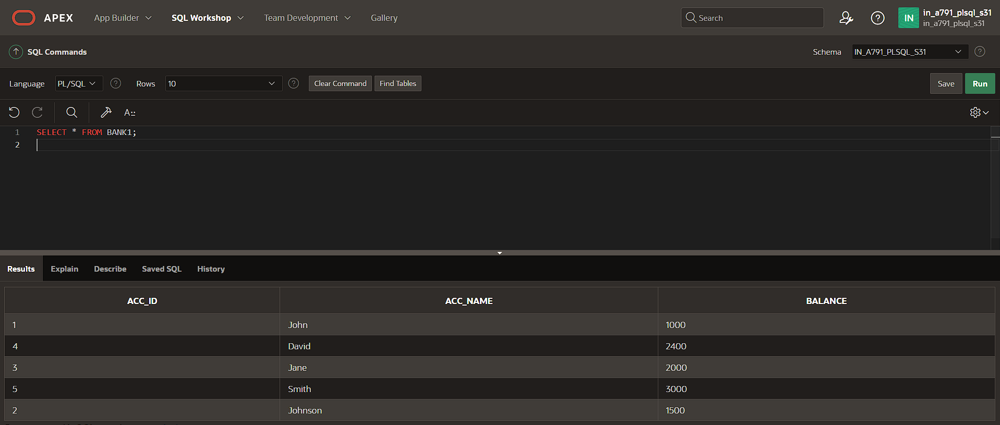 APEX App Builder SQL Workshop Team Development Gallery Search IN in_a791_plsql_s31
in_a791_plsql_s31
SQL Commands Schema IN_A791_PLSQL_S31
Language PL/SQL Rows 10 Clear Command Find Tables Save Run
A::
1 SELECT * FROM BANK1;
2
Results Explain Describe Saved SQL History
ACC_ID ACC_NAME BALANCE
1 John 1000
4 David 2400
3 Jane 2000
5 Smith 3000
2 Johnson 1500